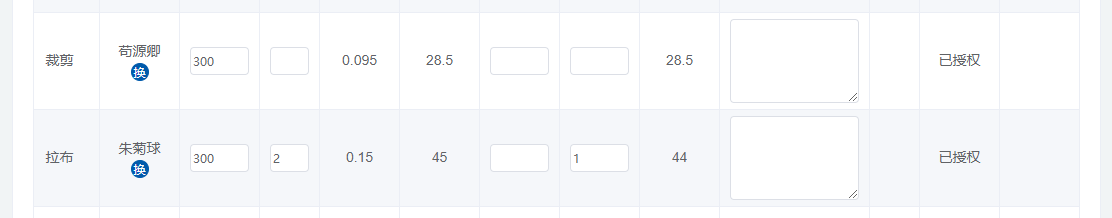 裁剪 荀源卿 300 0.095 28.5 28.5 已授权
换
拉布 朱菊球 300 2 0.15 45 1 44 已授权
换